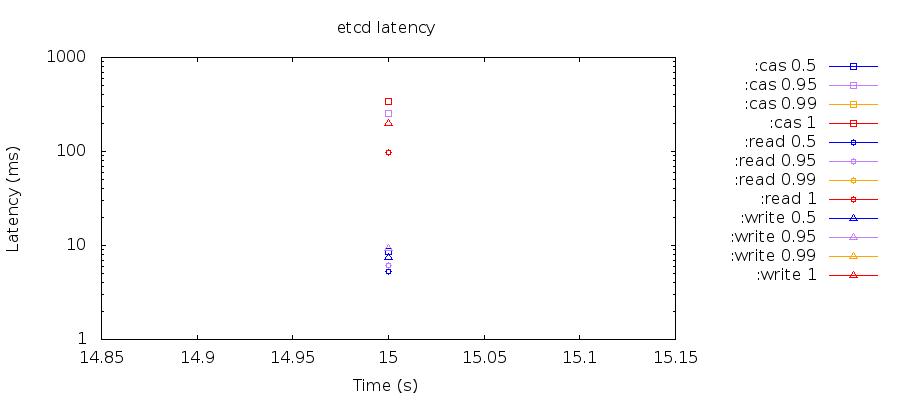 etcd latency
1000
100
10
1
Latency (ms)
14.85 14.9 14.95 15 15.05 15.1 15.15
Time (s)
:cas 0.5
:cas 0.95
:cas 0.99
:cas 1
:read 0.5
:read 0.95
:read 0.99
:read 1
:write 0.5
:write 0.95
:write 0.99
:write 1